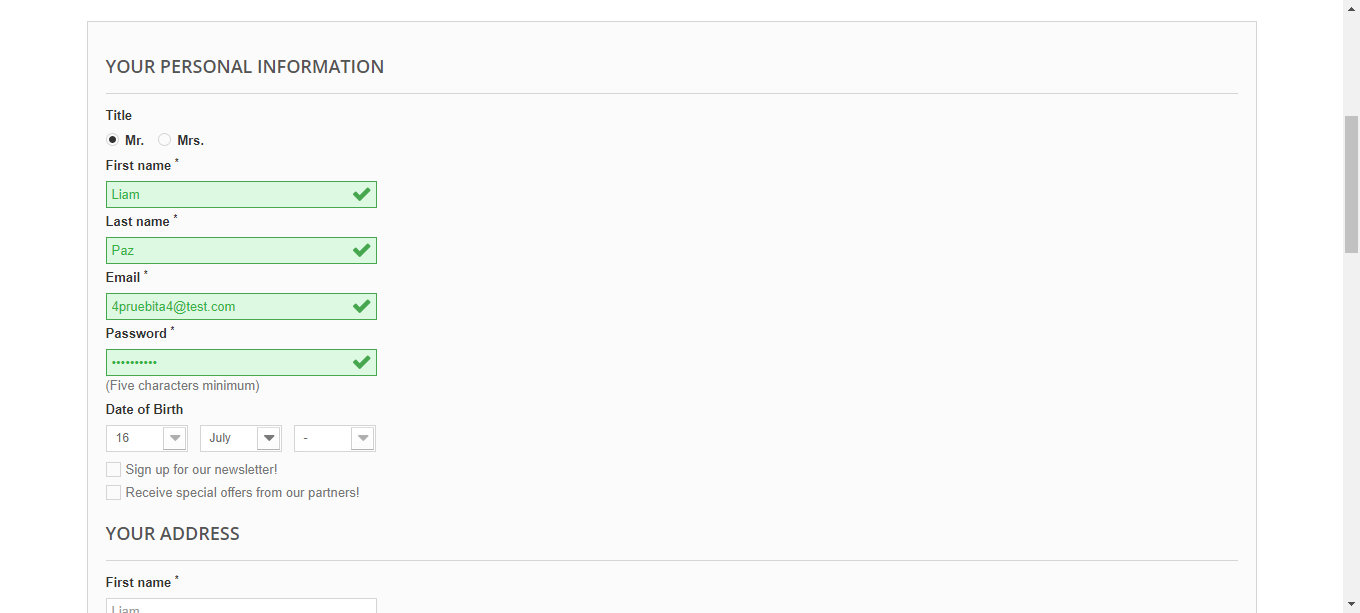 YOUR PERSONAL INFORMATION
Title
Mr. Mrs.
First name *
Liam
Last name *
Paz
Email *
4pruebita4@test.com
Password *
••••••••••
(Five characters minimum)
Date of Birth
16 July -
Sign up for our newsletter!
Receive special offers from our partners!
YOUR ADDRESS
First name *
Liam